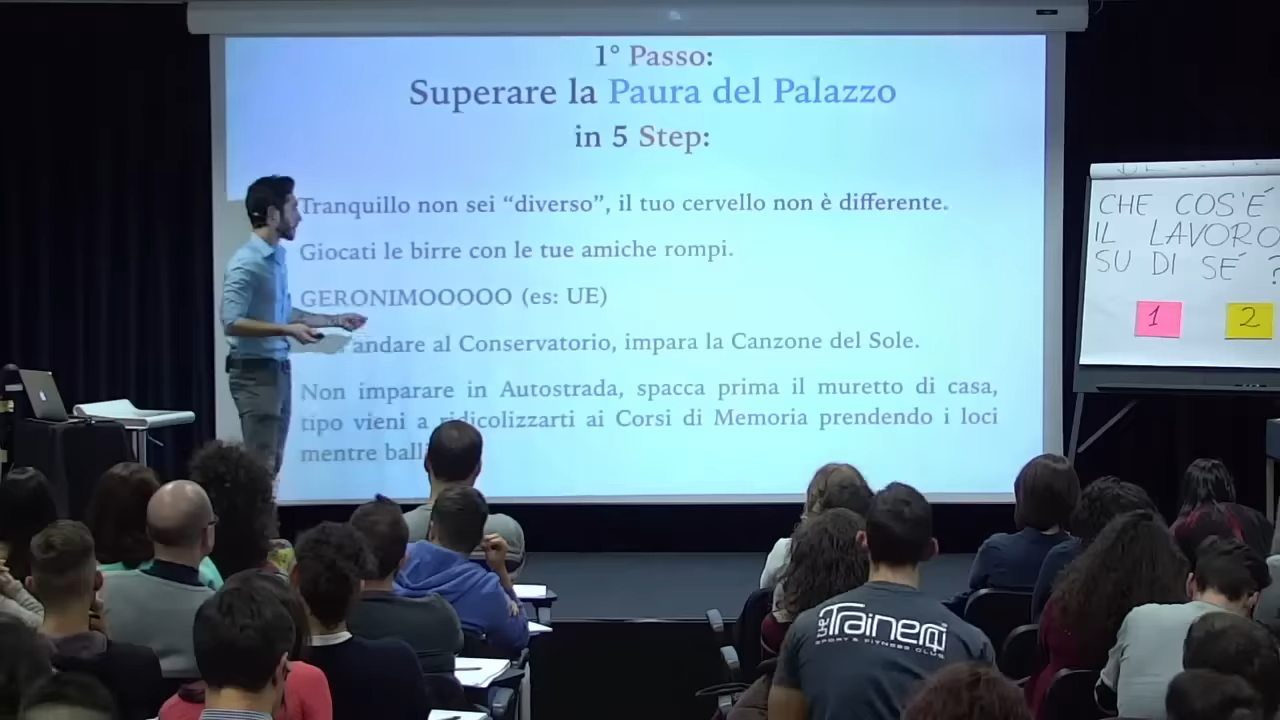 1° Passo:
Superare la Paura del Palazzo
in 5 Step:
Tranquillo non sei “diverso”, il tuo cervello non è differente.
Giocati le birre con le tue amiche rompi.
GERONIMOOOOO (es: UE)
andare al Conservatorio, impara la Canzone del Sole.
Non imparare in Autostrada, spacca prima il muretto di casa,
tipo vieni a ridicolizzarti ai Corsi di Memoria prendendo i loci
mentre
CHE COS'É
IL LAVORO
SU DI SÉ ?
1 2
Trainer
SPORT & FITNESS CLUB